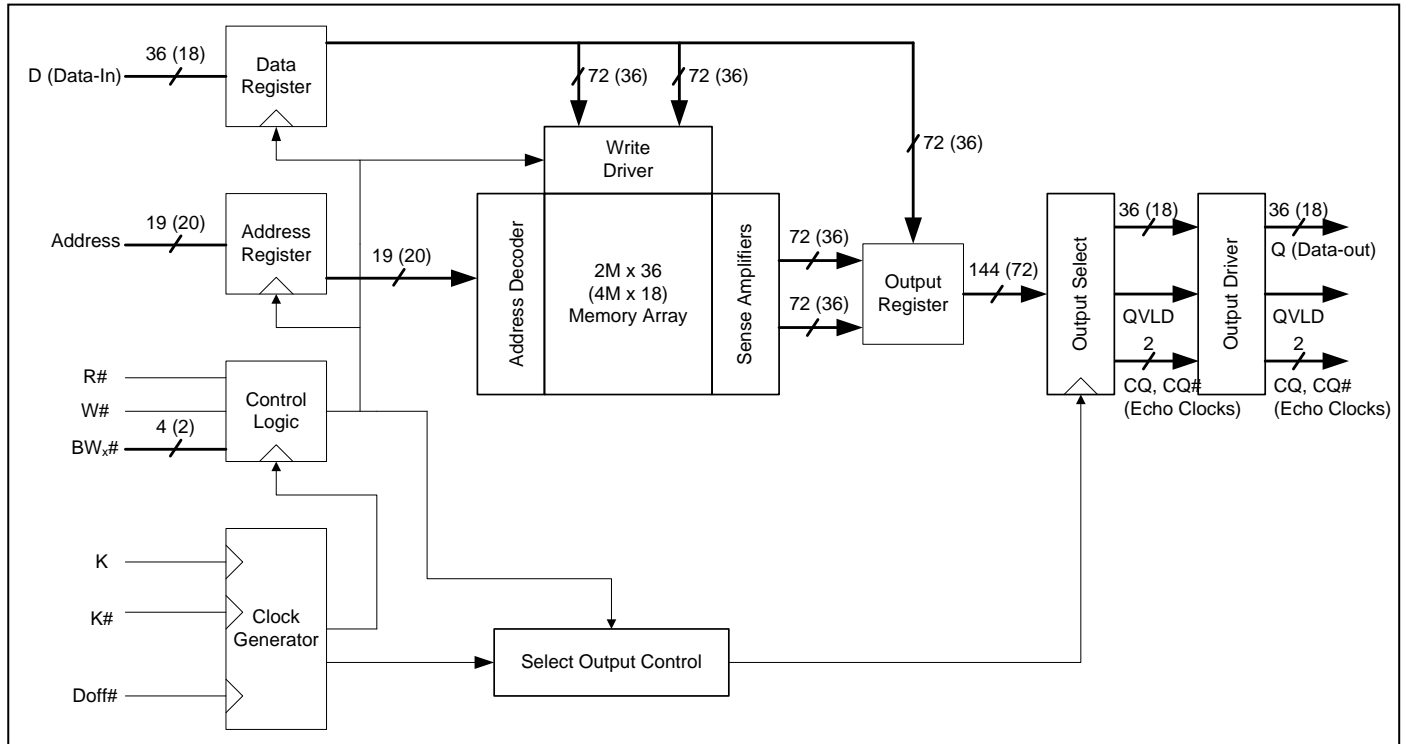 36 (18)
D (Data-In)
Data
Register
72 (36)
72 (36)
72 (36)
Write
Driver
19 (20)
Address
Address
Register
19 (20)
Address Decoder
2M x 36
(4M x 18)
Memory Array
Sense Amplifiers
72 (36)
72 (36)
Output
Register
144 (72)
Output Select
36 (18)
QVLD
2
CQ, CQ#
(Echo Clocks)
Output Driver
36 (18)
Q (Data-out)
QVLD
2
CQ, CQ#
(Echo Clocks)
R#
W#
4 (2)
BWx#
Control
Logic
K
K#
Doff#
Clock
Generator
Select Output Control